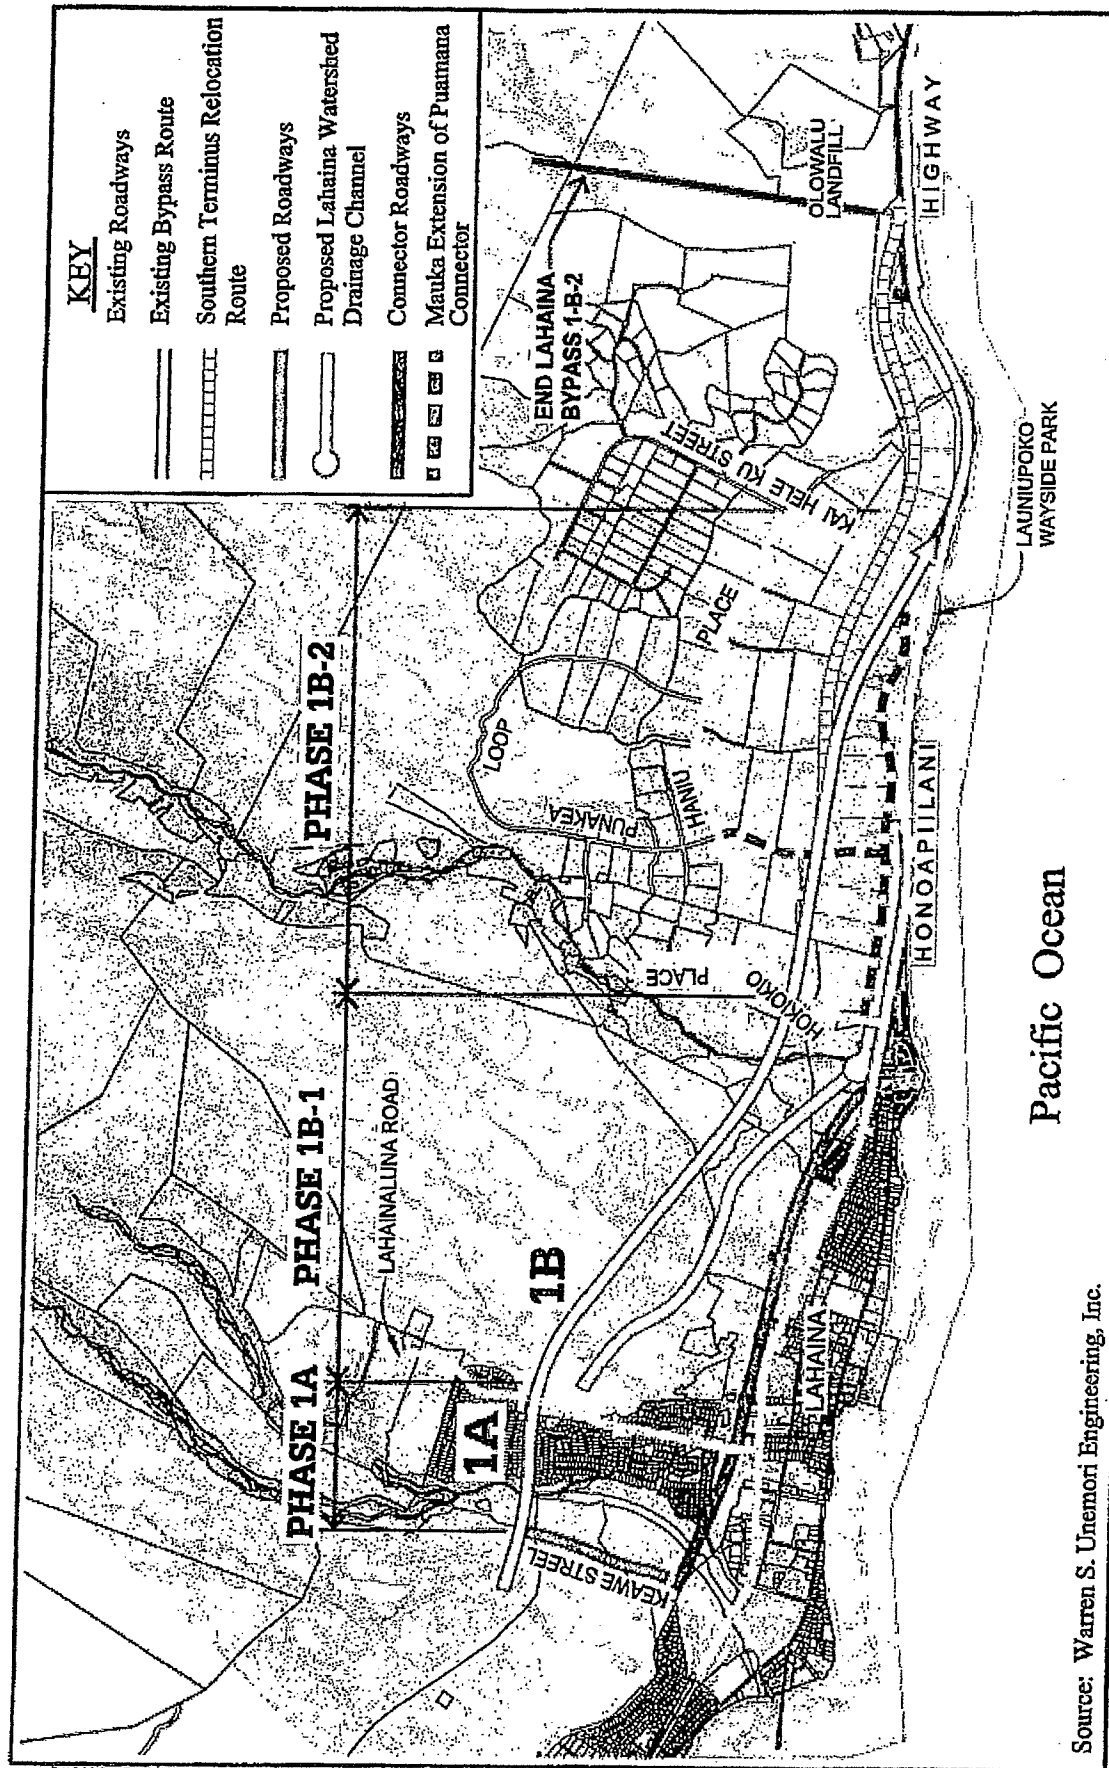 KEY
Existing Roadways
Existing Bypass Route
Southern Terminus Relocation
Route
Proposed Roadways
Proposed Lahaina Watershed
Drainage Channel
Connector Roadways
Mauka Extension of Puamana
Connector
PHASE 1A
PHASE 1B-1
PHASE 1B-2
LAHAINALUNA ROAD
1A
1B
KEAWE STREEL
LAHAINA
HOKIOKIO
PLACE
PUNAKEA
LOOP
HANIU
PLACE
KAI HELE KU STREET
END LAHAINA
BYPASS 1-B-2
OLOWALU
LANDFILL
HONOAPIILANI
HIGHWAY
LAUNIUPOKO
WAYSIDE PARK
Pacific Ocean
Source: Warren S. Unemori Engineering, Inc.